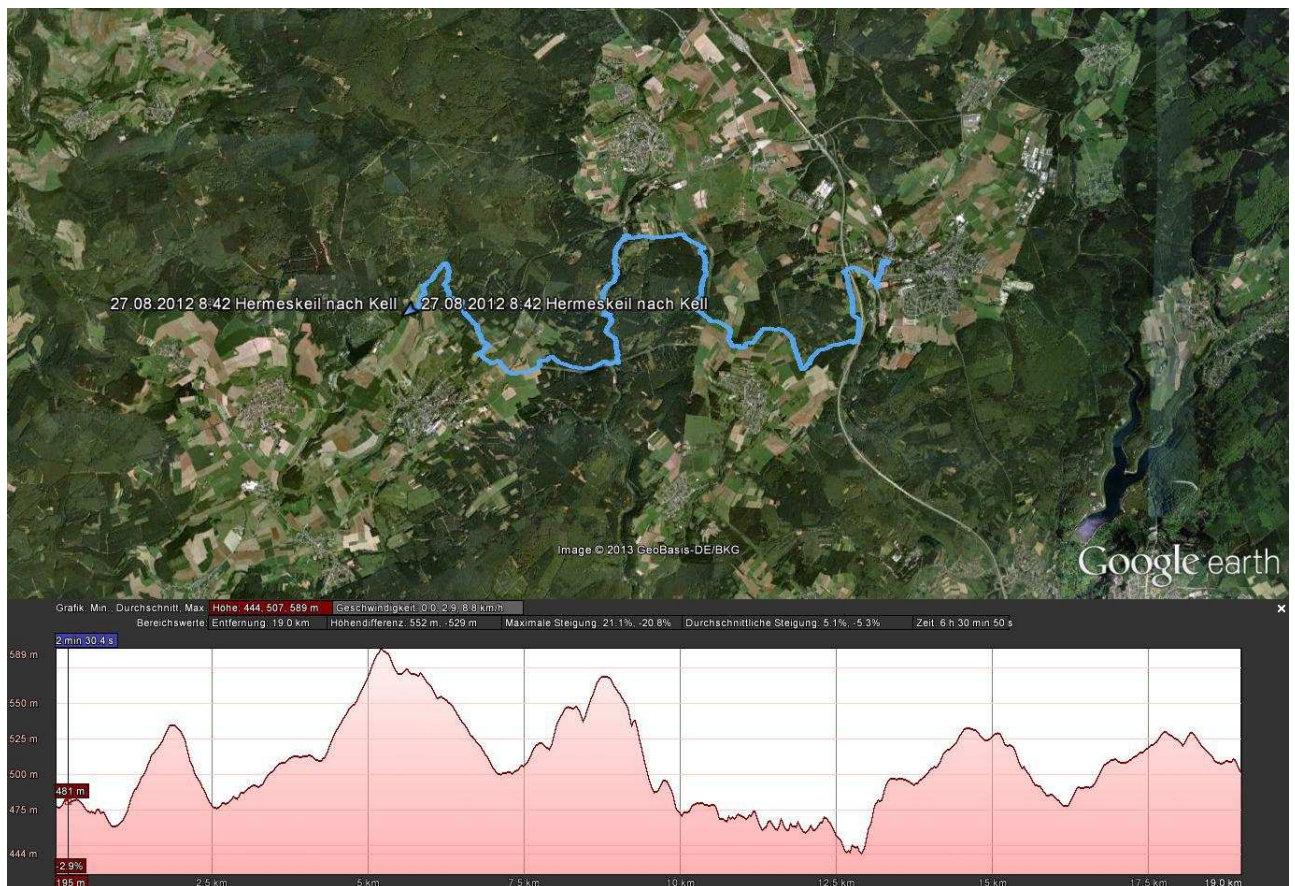 27.08.2012 8:42 Hermeskeil nach Kell
27.08.2012 8:42 Hermeskeil nach Kell
Image © 2013 GeoBasis-DE/BKG
Google earth
Grafik: Min., Durchschnitt, Max. Höhe: 444, 507, 589 m Geschwindigkeit: 0.0, 2.9, 8.8 km/h
Bereichswerte: Entfernung: 19.0 km Höhendifferenz: 552 m, -529 m Maximale Steigung: 21.1%, -20.8% Durchschnittliche Steigung: 5.1%, -5.3% Zeit: 6 h 30 min 50 s
2 min 30.4 s
589 m
550 m
525 m
500 m
481 m
475 m
444 m
-2.9%
195 m 2.5 km 5 km 7.5 km 10 km 12.5 km 15 km 17.5 km 19.0 km